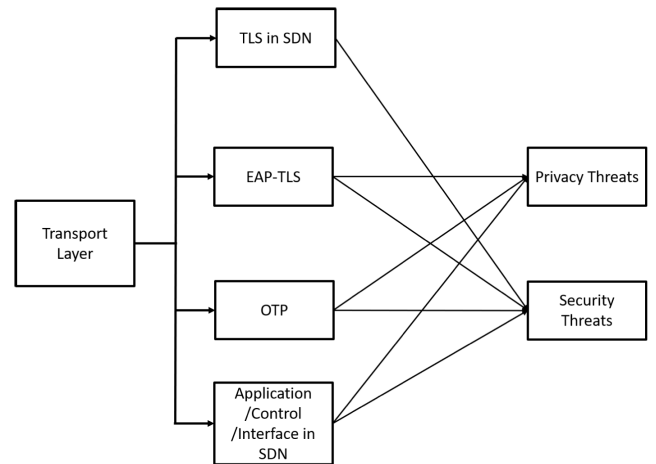 TLS in SDN
EAP-TLS
Privacy Threats
Transport
Layer
OTP
Security
Threats
Application
/Control
/Interface in
SDN